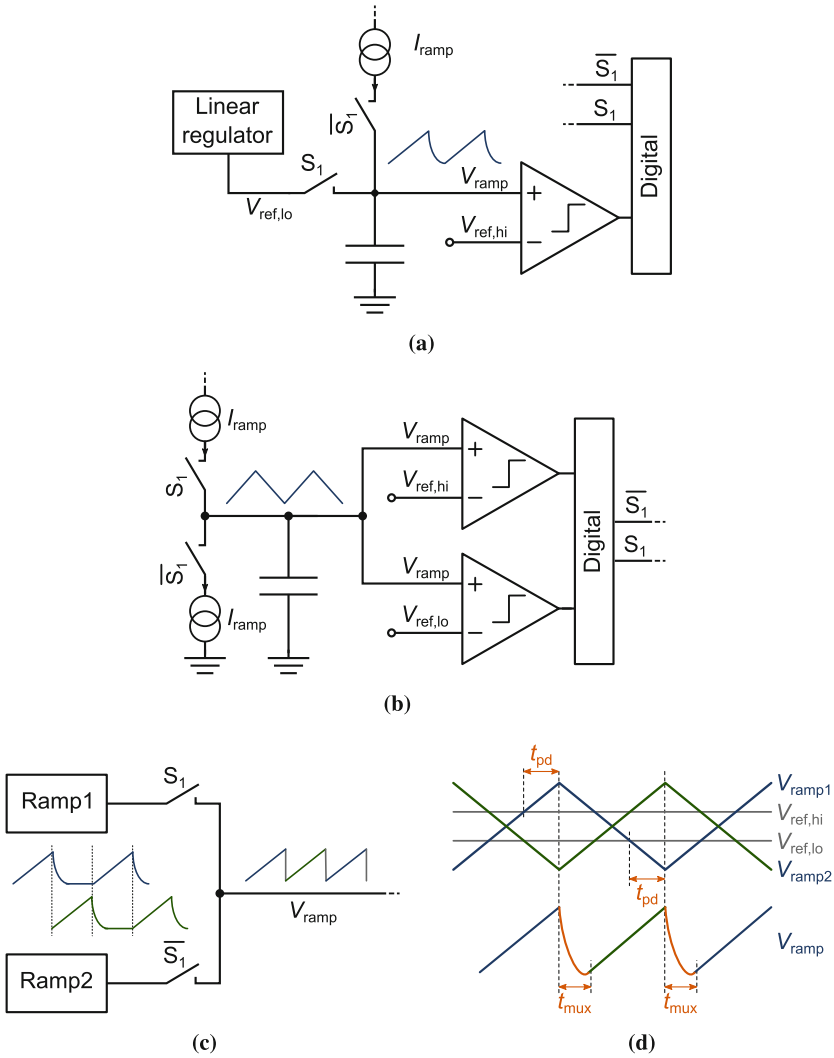 I_ramp
S̅₁
Linear regulator
S̅₁
S₁
S₁
V_ref,lo
V_ramp
+
V_ref,hi
−
Digital
(a)
I_ramp
S₁
V_ramp
+
V_ref,hi
−
S̅₁
I_ramp
V_ramp
+
V_ref,lo
−
Digital
S̅₁
S₁
(b)
Ramp1
S₁
V_ramp
Ramp2
S̅₁
(c)
t_pd
V_ramp1
V_ref,hi
V_ref,lo
V_ramp2
t_pd
V_ramp
t_mux
t_mux
(d)